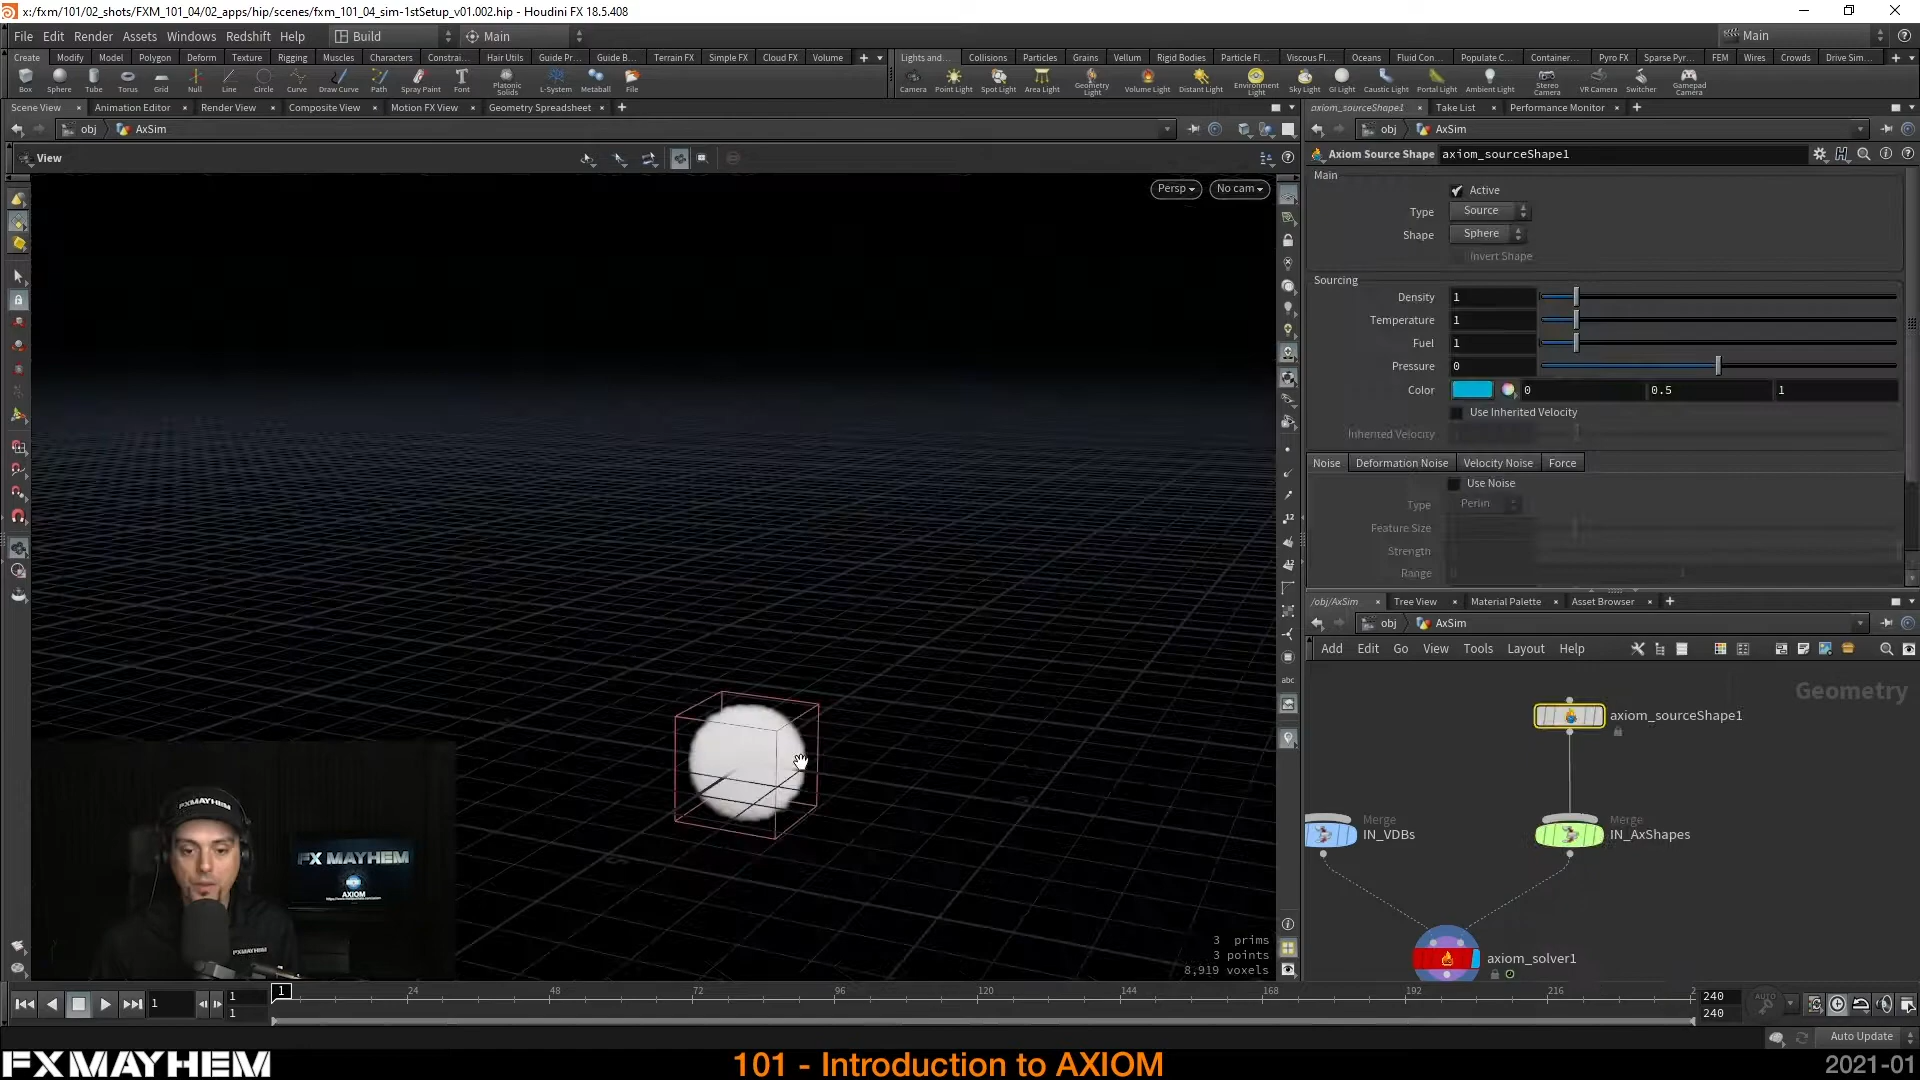 x:/fxm/101/02_shots/FXM_101_04/02_apps/hip/scenes/fxm_101_04_sim-1stSetup_v01.002.hip - Houdini FX 18.5.408
File Edit Render Assets Windows Redshift Help Build Main Main
Create Modify Model Polygon Deform Texture Rigging Muscles Characters Constrai... Hair Utils Guide Pr... Guide B... Terrain FX Simple FX Cloud FX Volume
Lights and... Collisions Particles Grains Vellum Rigid Bodies Particle Fl... Viscous Fl... Oceans Fluid Con... Populate C... Container... Pyro FX Sparse Pyr... FEM Wires Crowds Drive Sim...
Box Sphere Tube Torus Grid Null Line Circle Curve Draw Curve Path Spray Paint Font Platonic Solids L-System Metaball File
Camera Point Light Spot Light Area Light Geometry Light Volume Light Distant Light Environment Light Sky Light GI Light Caustic Light Portal Light Ambient Light Stereo Camera VR Camera Switcher Gamepad Camera
Scene View Animation Editor Render View Composite View Motion FX View Geometry Spreadsheet
axiom_sourceShape1 Take List Performance Monitor
obj AxSim
obj AxSim
View
Persp No cam
Axiom Source Shape axiom_sourceShape1
Main
Active
Type Source
Shape Sphere
Invert Shape
Sourcing
Density 1
Temperature 1
Fuel 1
Pressure 0
Color 0 0.5 1
Use Inherited Velocity
Inherited Velocity
Noise Deformation Noise Velocity Noise Force
Use Noise
Type Perlin
Feature Size
Strength
Range
/obj/AxSim Tree View Material Palette Asset Browser
obj AxSim
Add Edit Go View Tools Layout Help
Geometry
axiom_sourceShape1
Merge
IN_VDBs
Merge
IN_AxShapes
axiom_solver1
12
12
abc
3 prims
3 points
8,919 voxels
FXMAYHEM
FX MAYHEM
AXIOM
FXMAYHEM
1 1 1 1 24 48 72 96 120 144 168 192 216 2 240 240
AUTO
Auto Update
FXMAYHEM
101 - Introduction to AXIOM
2021-01